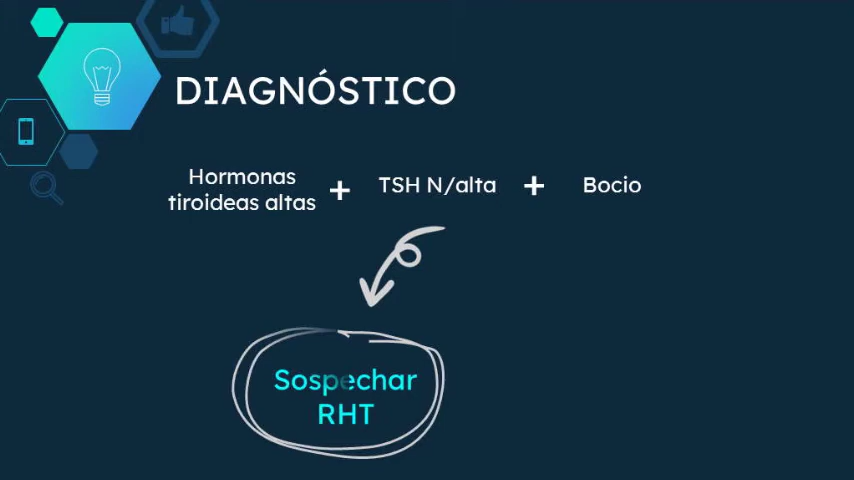 DIAGNÓSTICO
Hormonas
tiroideas altas
+
TSH N/alta
+
Bocio
Sospechar
RHT